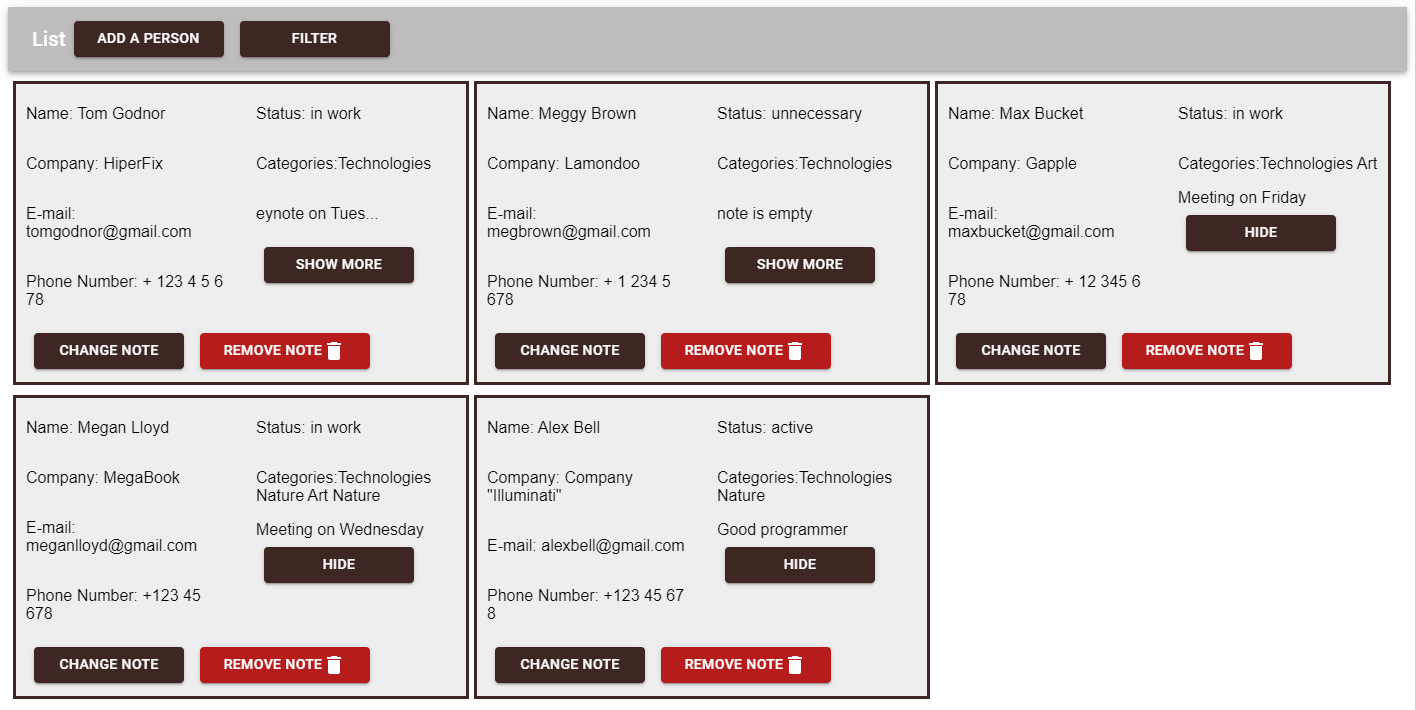 List ADD A PERSON FILTER
Name: Tom Godnor
Status: in work
Company: HiperFix
Categories:Technologies
E-mail:
tomgodnor@gmail.com
eynote on Tues...
SHOW MORE
Phone Number: + 123 4 5 6
78
CHANGE NOTE
REMOVE NOTE
Name: Meggy Brown
Status: unnecessary
Company: Lamondoo
Categories:Technologies
E-mail:
megbrown@gmail.com
note is empty
SHOW MORE
Phone Number: + 1 234 5
678
CHANGE NOTE
REMOVE NOTE
Name: Max Bucket
Status: in work
Company: Gapple
Categories:Technologies Art
Meeting on Friday
E-mail:
maxbucket@gmail.com
HIDE
Phone Number: + 12 345 6
78
CHANGE NOTE
REMOVE NOTE
Name: Megan Lloyd
Status: in work
Company: MegaBook
Categories:Technologies
Nature Art Nature
E-mail:
meganlloyd@gmail.com
Meeting on Wednesday
HIDE
Phone Number: +123 45
678
CHANGE NOTE
REMOVE NOTE
Name: Alex Bell
Status: active
Company: Company
"Illuminati"
Categories:Technologies
Nature
Good programmer
E-mail: alexbell@gmail.com
HIDE
Phone Number: +123 45 67
8
CHANGE NOTE
REMOVE NOTE